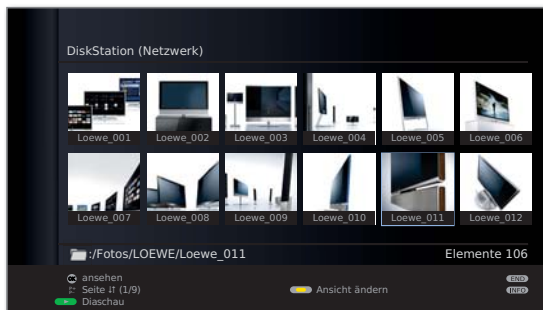 DiskStation (Netzwerk)
Loewe_001 Loewe_002 Loewe_003 Loewe_004 Loewe_005 Loewe_006
Loewe_007 Loewe_008 Loewe_009 Loewe_010 Loewe_011 Loewe_012
:/Fotos/LOEWE/Loewe_011 Elemente 106
OK ansehen END
Seite ↓↑ (1/9) Ansicht ändern INFO
Diaschau